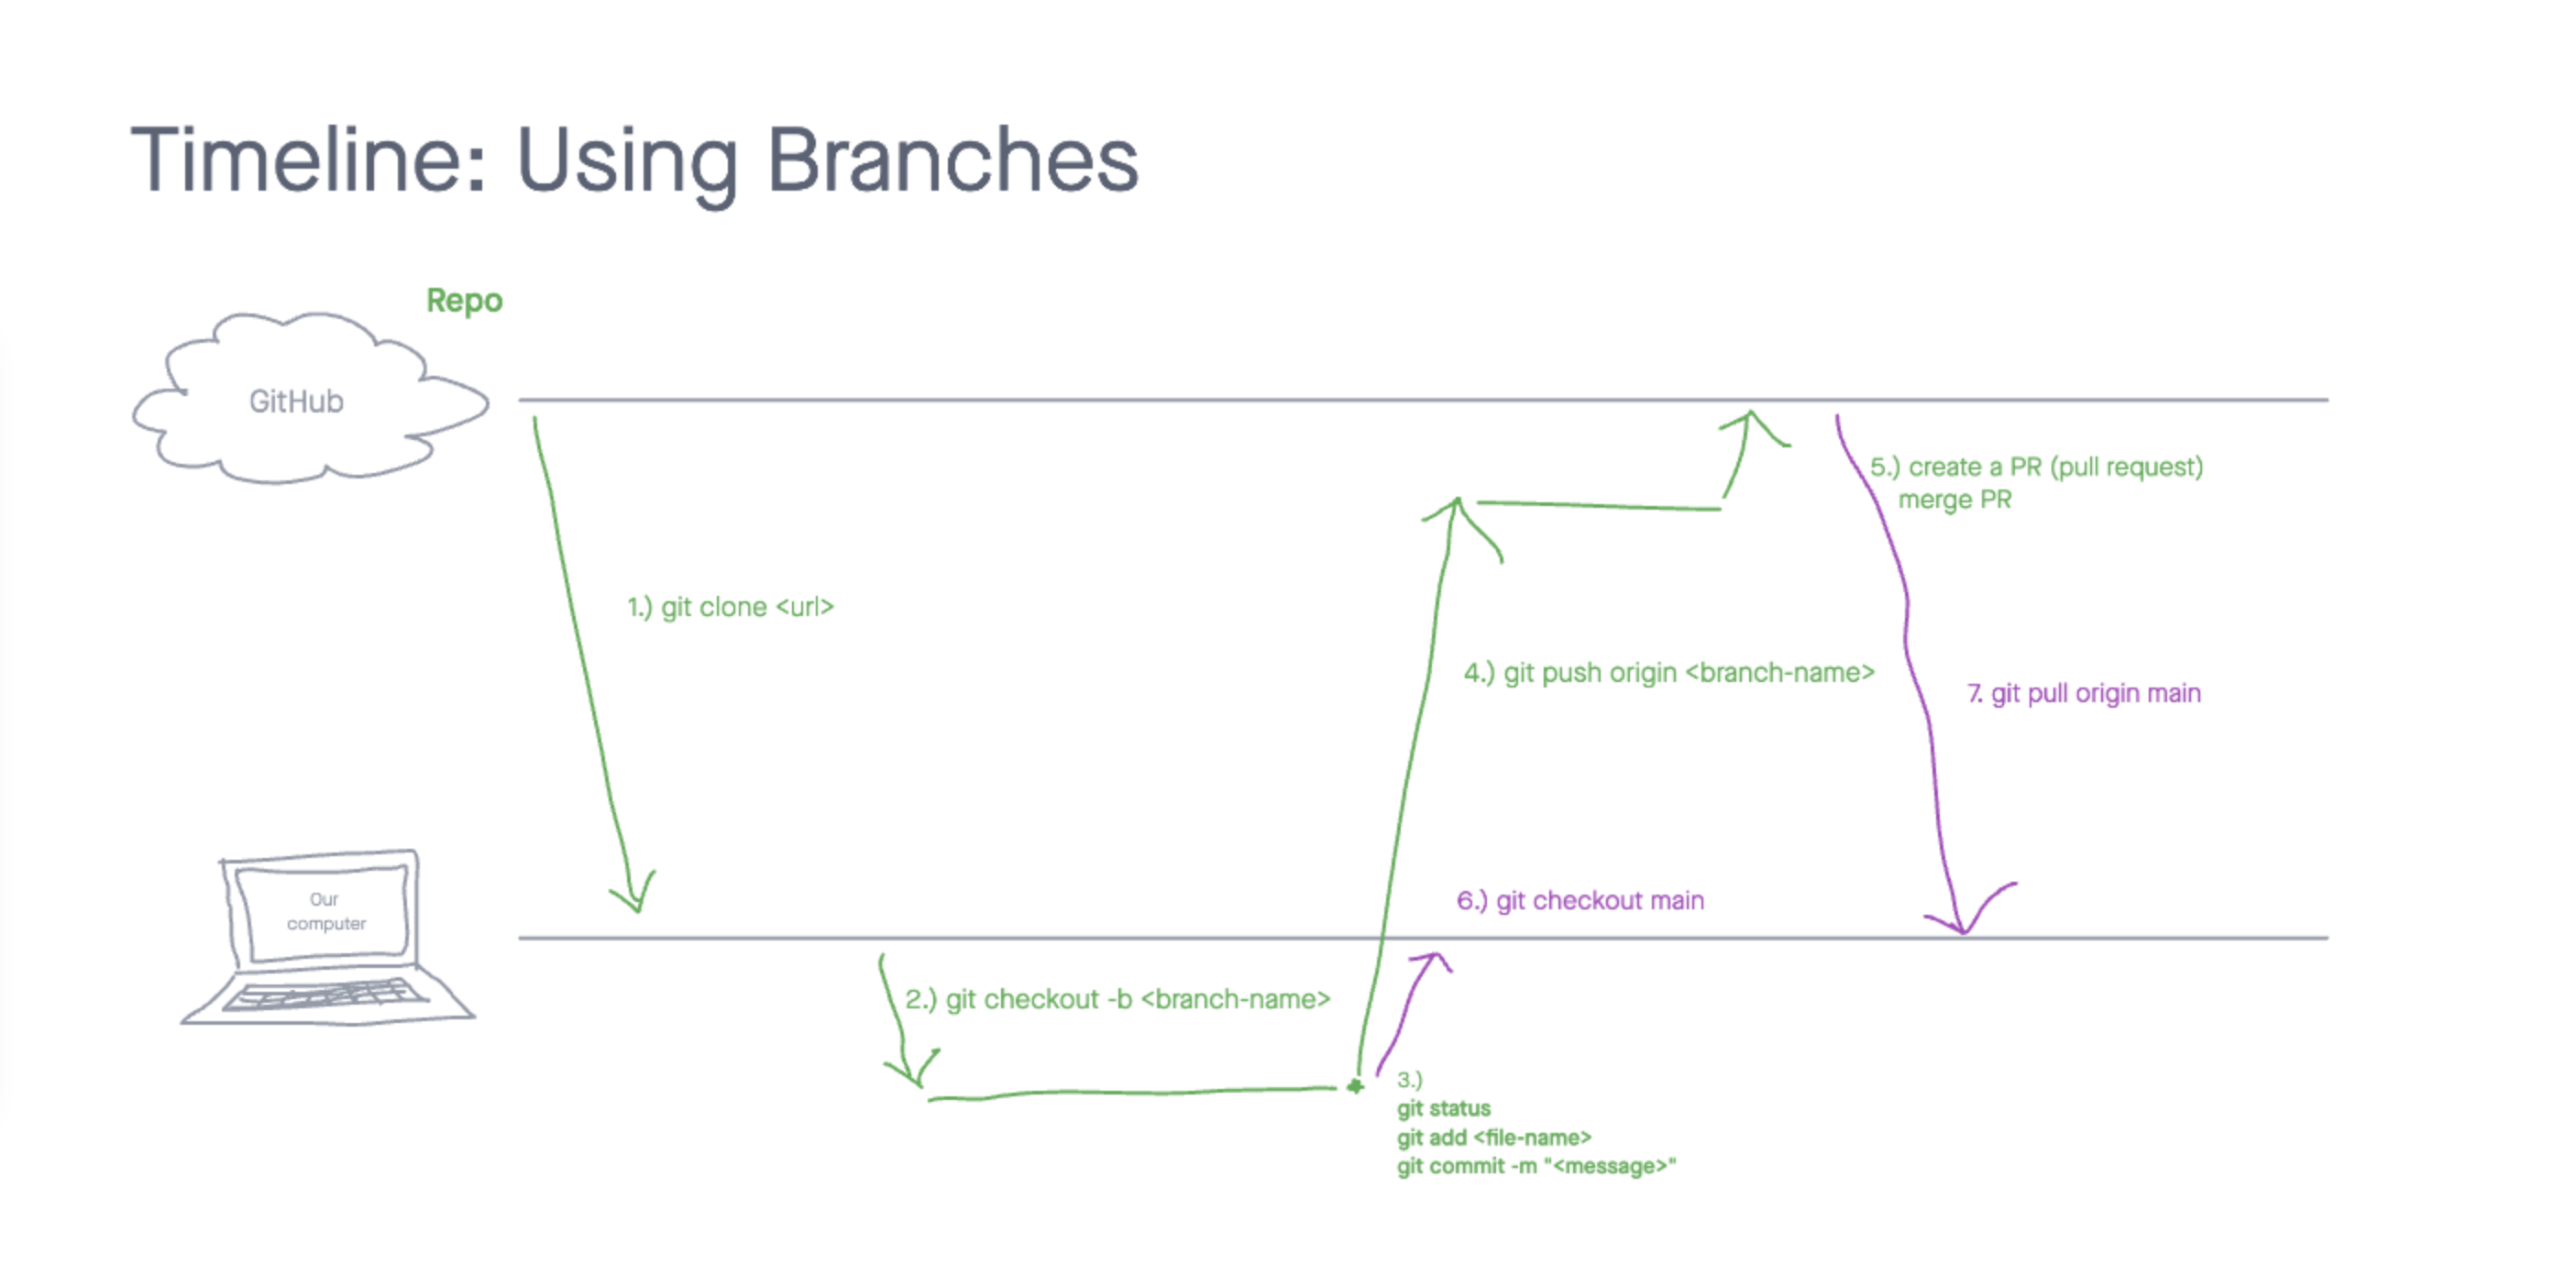 Timeline: Using Branches
Repo
GitHub
5.) create a PR (pull request)
merge PR
1.) git clone <url>
4.) git push origin <branch-name>
7. git pull origin main
Our
computer
6.) git checkout main
2.) git checkout -b <branch-name>
3.)
git status
git add <file-name>
git commit -m "<message>"